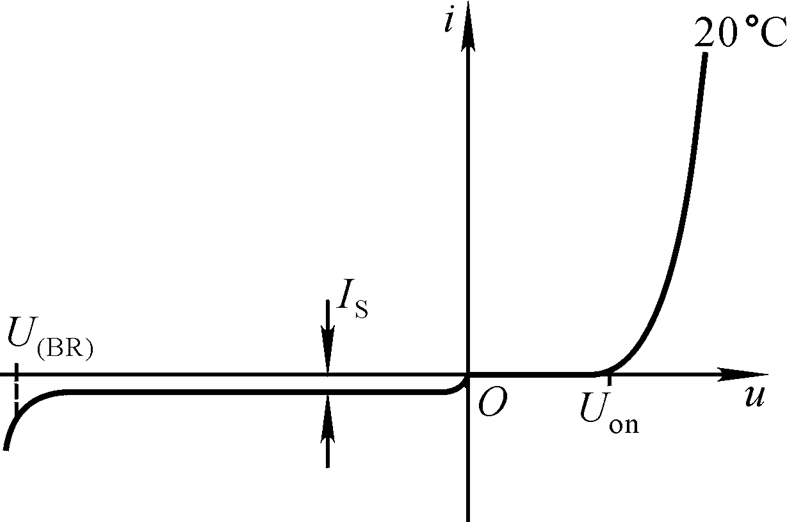 i
20°C
I_S
U_(BR)
O
U_on
u